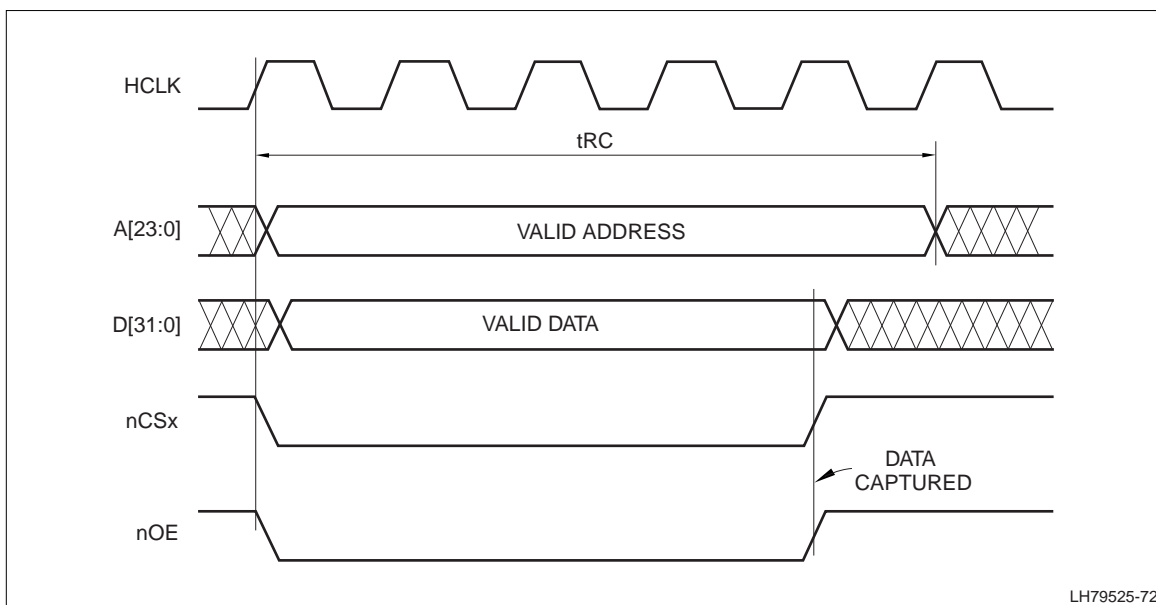 HCLK
tRC
A[23:0]
VALID ADDRESS
D[31:0]
VALID DATA
nCSx
DATA
CAPTURED
nOE
LH79525-72